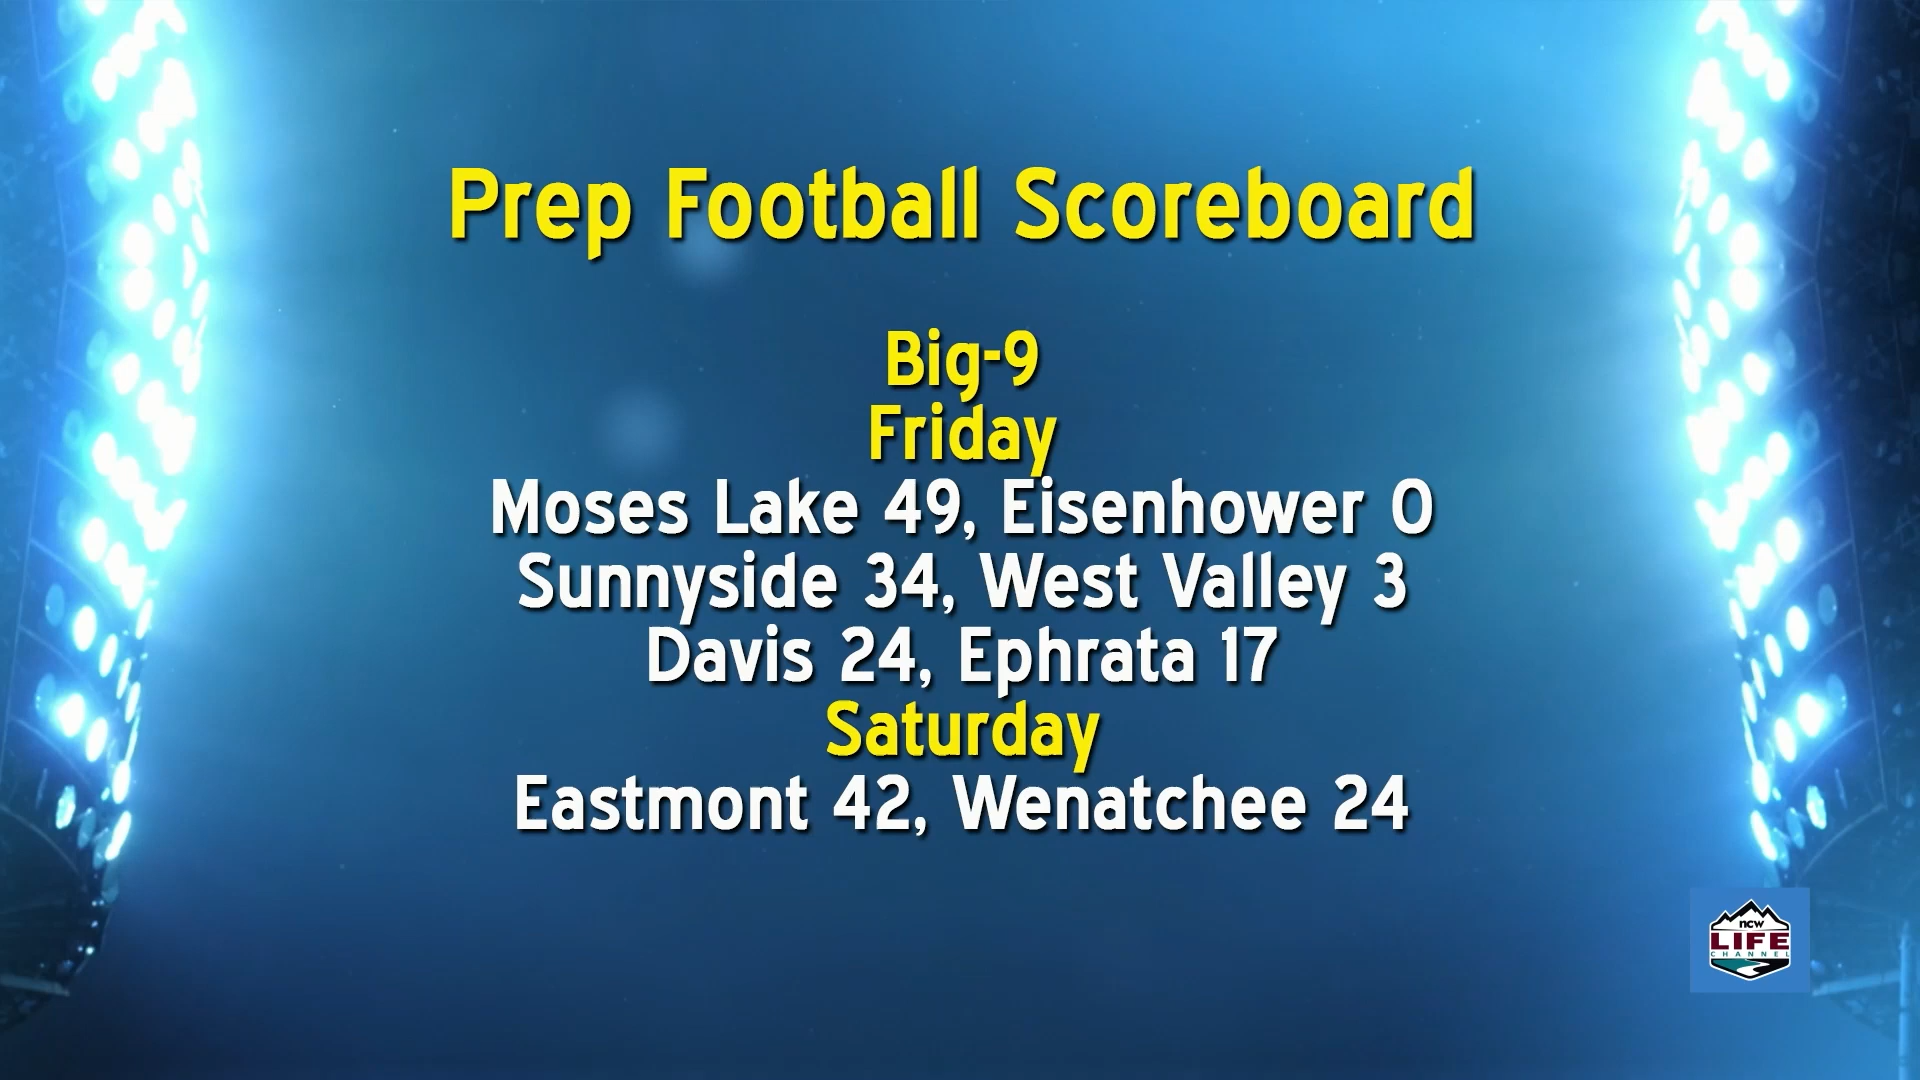 Prep Football Scoreboard
Big-9
Friday
Moses Lake 49, Eisenhower 0
Sunnyside 34, West Valley 3
Davis 24, Ephrata 17
Saturday
Eastmont 42, Wenatchee 24
ncw
LIFE
CHANNEL